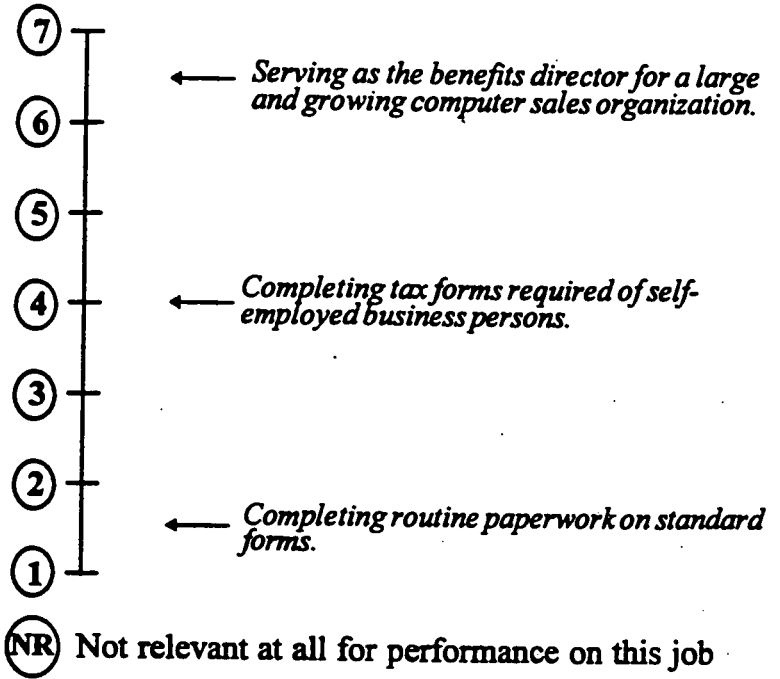 7
Serving as the benefits director for a large
and growing computer sales organization.
6
5
4
Completing tax forms required of self-
employed business persons.
3
2
Completing routine paperwork on standard
forms.
1
NR Not relevant at all for performance on this job